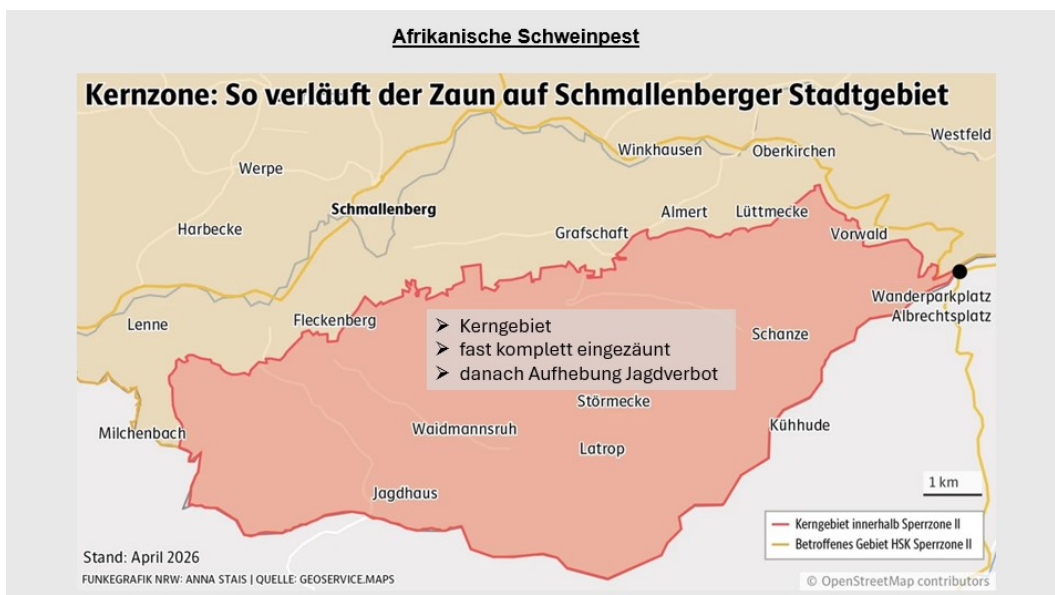 Afrikanische Schweinpest
Kernzone: So verläuft der Zaun auf Schmallenberger Stadtgebiet
Westfeld
Winkhausen
Oberkirchen
Werpe
Schmallenberg
Almert
Lüttmecke
Harbecke
Grafschaft
Vorwald
Wanderparkplatz
Albrechtsplatz
Lenne
Fleckenberg
➢ Kerngebiet
➢ fast komplett eingezäunt
➢ danach Aufhebung Jagdverbot
Schanze
Störmecke
Milchenbach
Waidmannsruh
Kühhude
Latrop
Jagdhaus
1 km
Kerngebiet innerhalb Sperrzone II
Betroffenes Gebiet HSK Sperrzone II
Stand: April 2026
FUNKEGRAFIK NRW: ANNA STAIS | QUELLE: GEOSERVICE.MAPS
© OpenStreetMap contributors